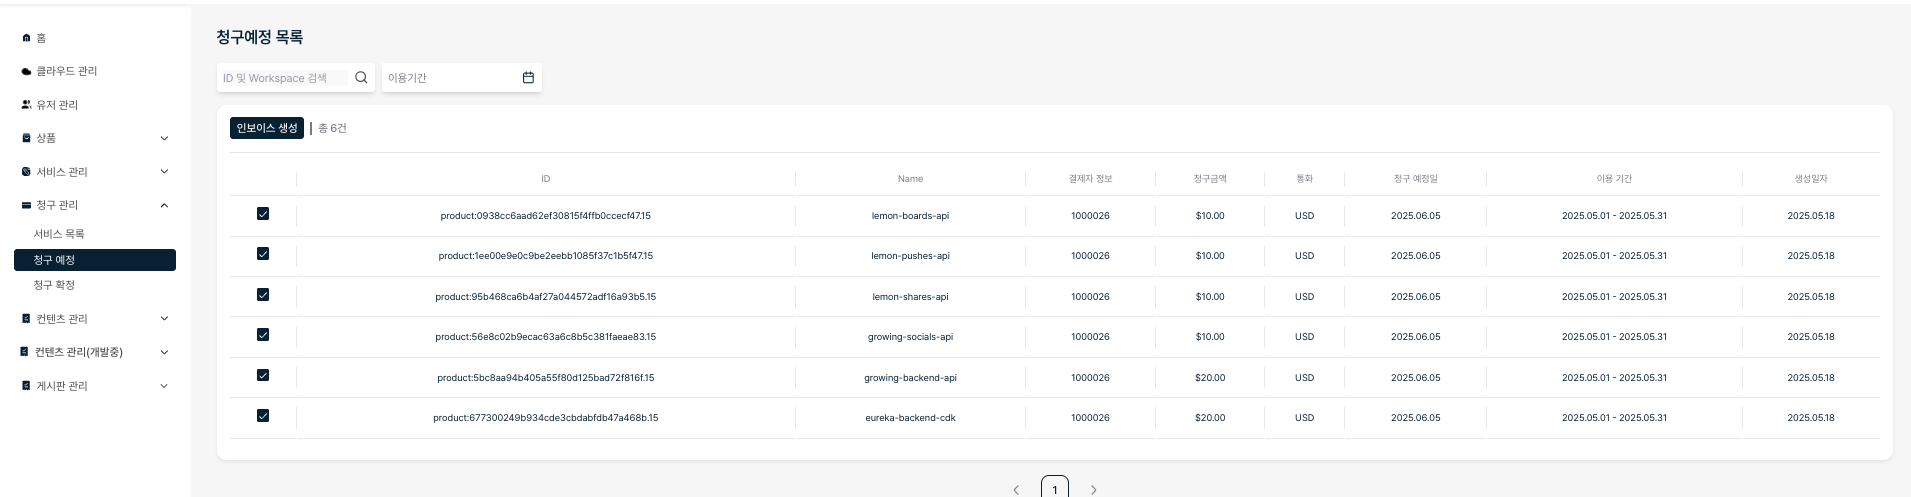 홈
클라우드 관리
유저 관리
상품
서비스 관리
청구 관리
서비스 목록
청구 예정
청구 확정
컨텐츠 관리
컨텐츠 관리(개발중)
게시판 관리
청구예정 목록
ID 및 Workspace 검색 이용기간
인보이스 생성 | 총 6건
ID Name 결제자 정보 청구금액 통화 청구 예정일 이용 기간 생성일자
product:0938cc6aad62ef30815f4ffb0ccecf47.15 lemon-boards-api 1000026 $10.00 USD 2025.06.05 2025.05.01 - 2025.05.31 2025.05.18
product:1ee00e9e0c9be2eebb1085f37c1b5f47.15 lemon-pushes-api 1000026 $10.00 USD 2025.06.05 2025.05.01 - 2025.05.31 2025.05.18
product:95b468ca6b4af27a044572adf16a93b5.15 lemon-shares-api 1000026 $10.00 USD 2025.06.05 2025.05.01 - 2025.05.31 2025.05.18
product:56e8c02b9ecac63a6c8b5c381faeae83.15 growing-socials-api 1000026 $10.00 USD 2025.06.05 2025.05.01 - 2025.05.31 2025.05.18
product:5bc8aa94b405a55f80d125bad72f816f.15 growing-backend-api 1000026 $20.00 USD 2025.06.05 2025.05.01 - 2025.05.31 2025.05.18
product:677300249b934cde3cbdabfdb47a468b.15 eureka-backend-cdk 1000026 $20.00 USD 2025.06.05 2025.05.01 - 2025.05.31 2025.05.18
1